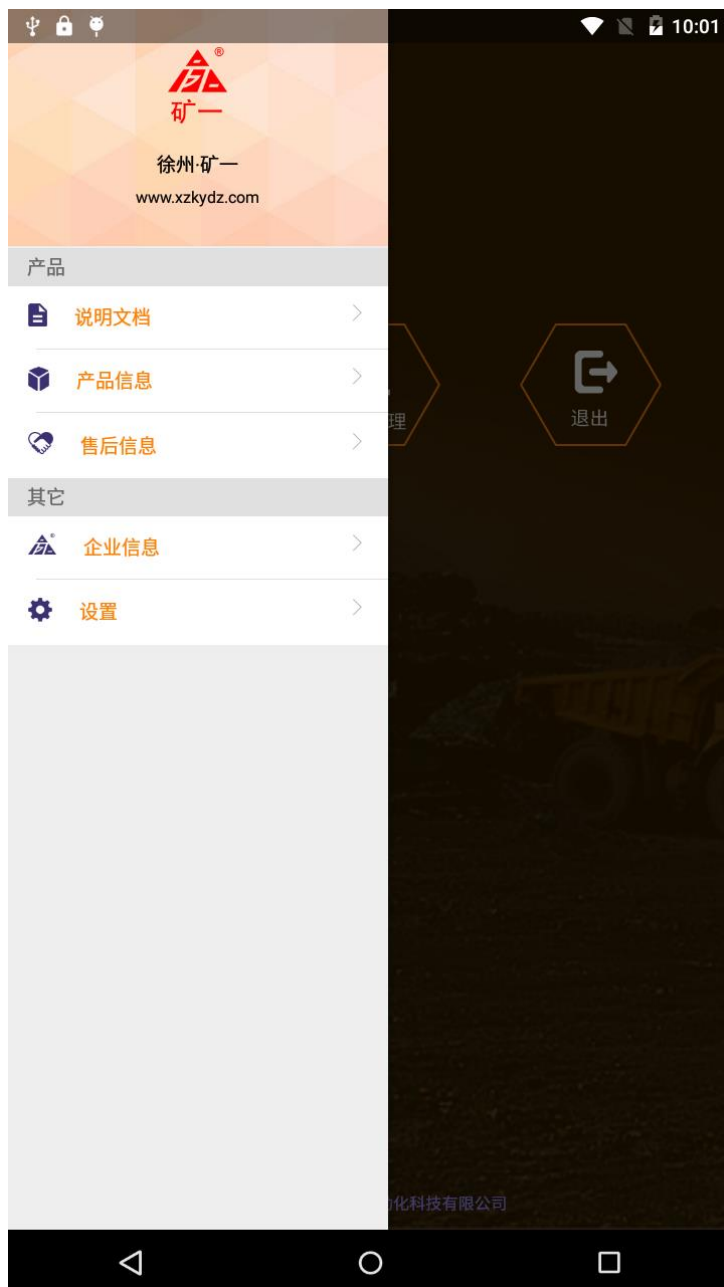 10:01
®
矿一
徐州·矿一
www.xzkydz.com
产品
说明文档
产品信息
售后信息
其它
企业信息
设置
理
退出
动化科技有限公司